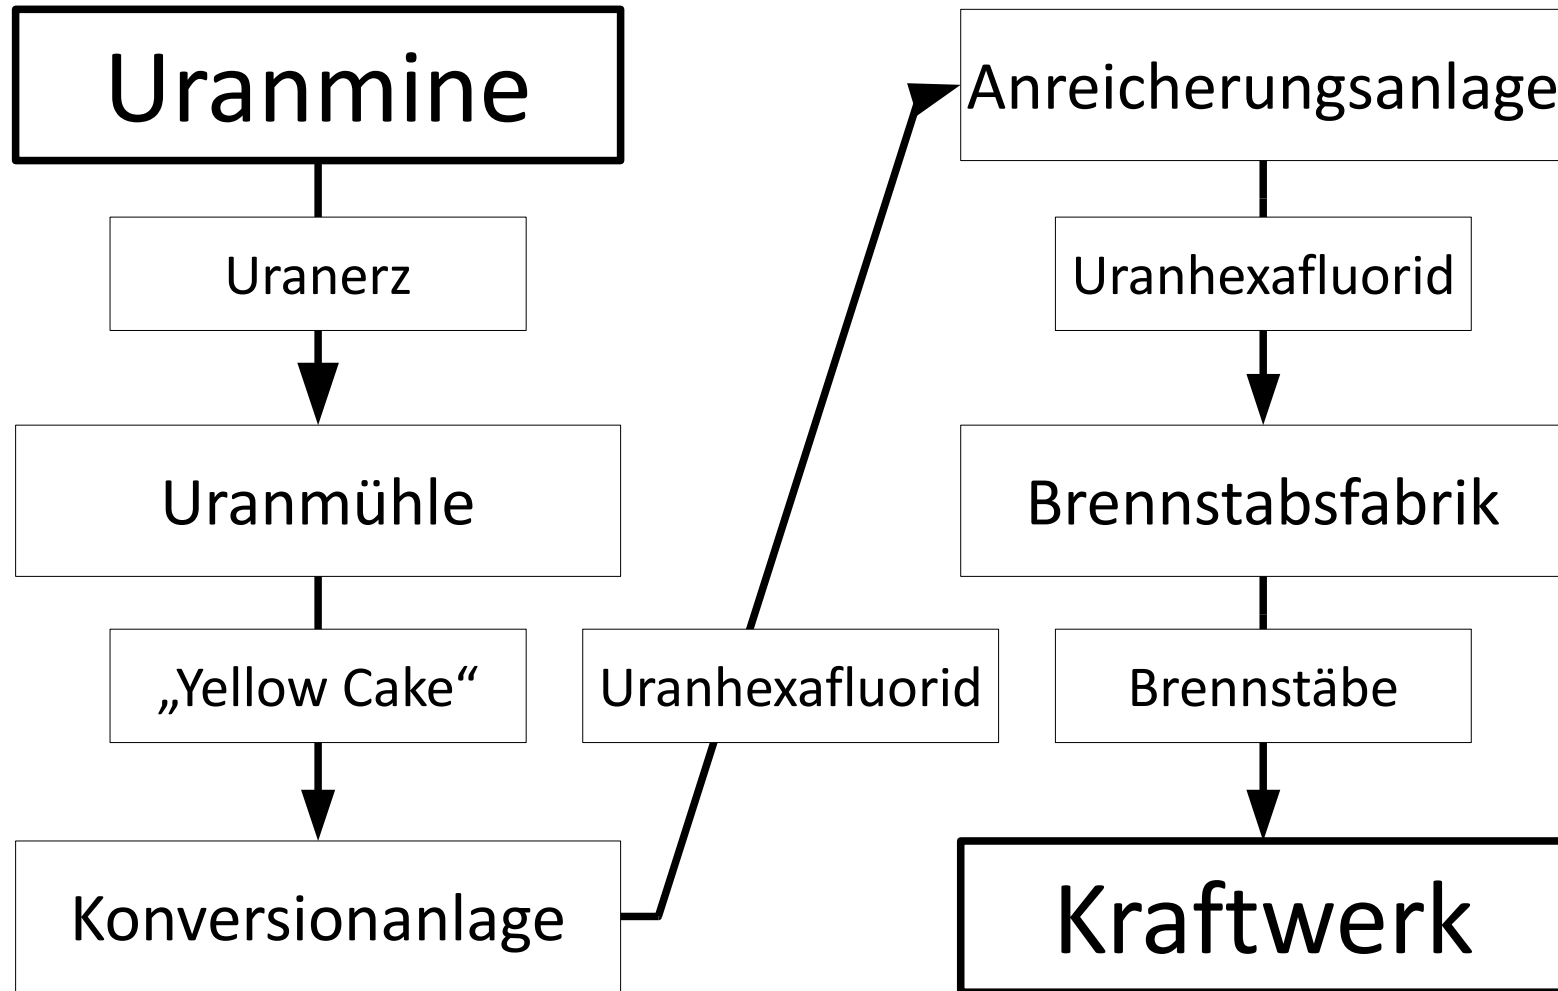 Uranmine
Uranerz
Uranmühle
„Yellow Cake“
Konversionanlage
Uranhexafluorid
Anreicherungsanlage
Uranhexafluorid
Brennstabsfabrik
Brennstäbe
Kraftwerk